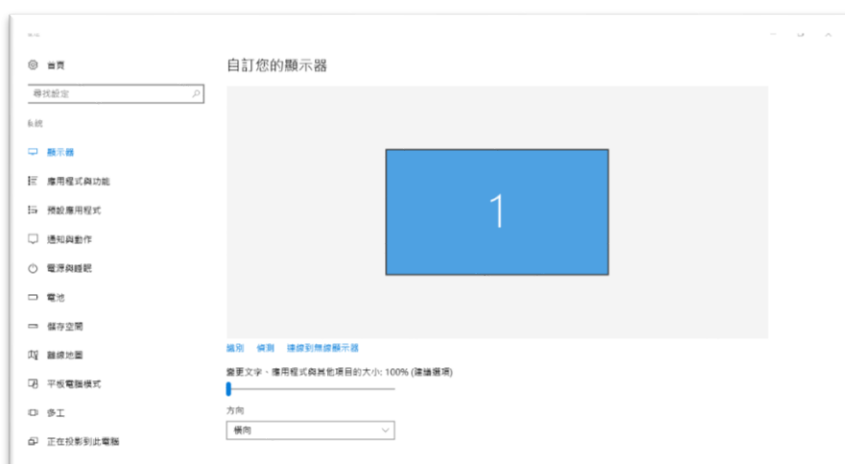 設定
首頁
自訂您的顯示器
尋找設定
系統
顯示器
應用程式與功能
預設應用程式
通知與動作
電源與睡眠
電池
儲存空間
離線地圖
平板電腦模式
多工
正在投影到此電腦
1
識別 偵測 連線到無線顯示器
變更文字、應用程式與其他項目的大小: 100% (建議選項)
方向
橫向